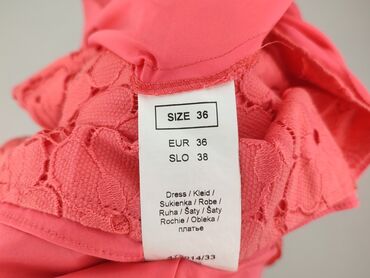 SIZE 36
EUR 36
SLO 38
Dress / Kleid /
Sukienka / Robe /
Ruha / Šaty / Šaty
Rochie / Obleka /
платье